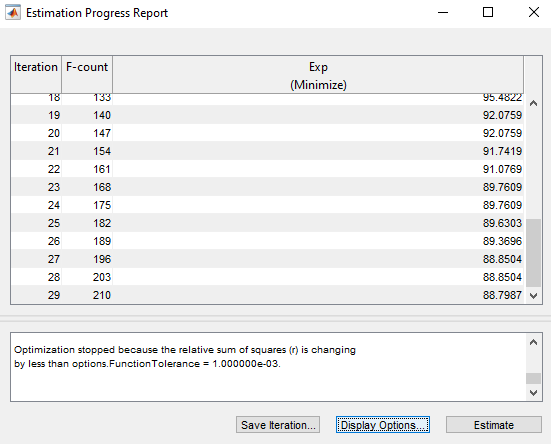 Estimation Progress Report
Iteration F-count Exp
(Minimize)
18 133 95.4822
19 140 92.0759
20 147 92.0759
21 154 91.7419
22 161 91.0769
23 168 89.7609
24 175 89.7609
25 182 89.6303
26 189 89.3696
27 196 88.8504
28 203 88.8504
29 210 88.7987
Optimization stopped because the relative sum of squares (r) is changing
by less than options.FunctionTolerance = 1.000000e-03.
Save Iteration... Display Options... Estimate